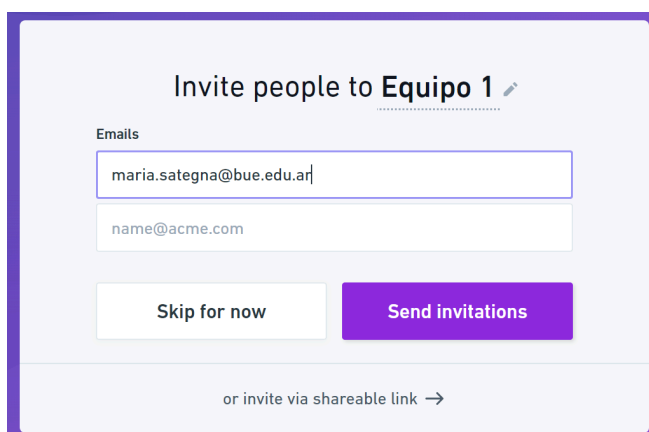 Invite people to Equipo 1
Emails
maria.sategna@bue.edu.ar
name@acme.com
Skip for now
Send invitations
or invite via shareable link →